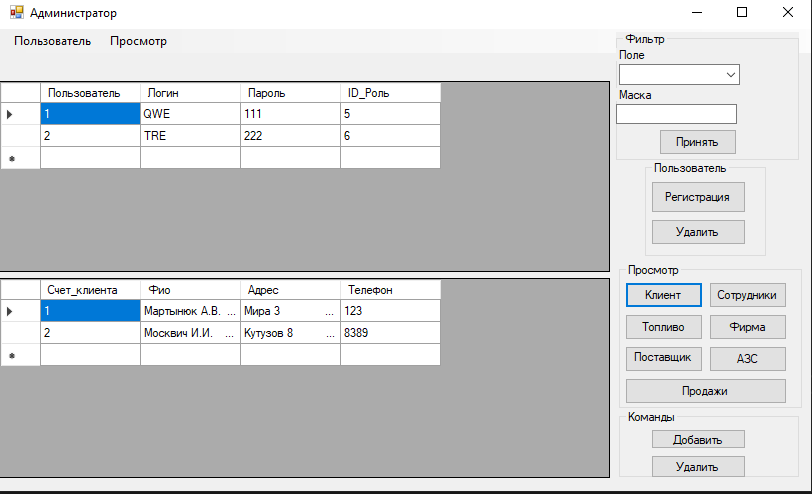 Администратор
Пользователь Просмотр
Пользователь Логин Пароль ID_Роль
1 QWE 111 5
2 TRE 222 6
Счет_клиента Фио Адрес Телефон
1 Мартынюк А.В. ... Мира 3 ... 123
2 Москвич И.И. ... Кутузов 8 ... 8389
Фильтр
Поле
Маска
Принять
Пользователь
Регистрация
Удалить
Просмотр
Клиент Сотрудники
Топливо Фирма
Поставщик АЗС
Продажи
Команды
Добавить
Удалить